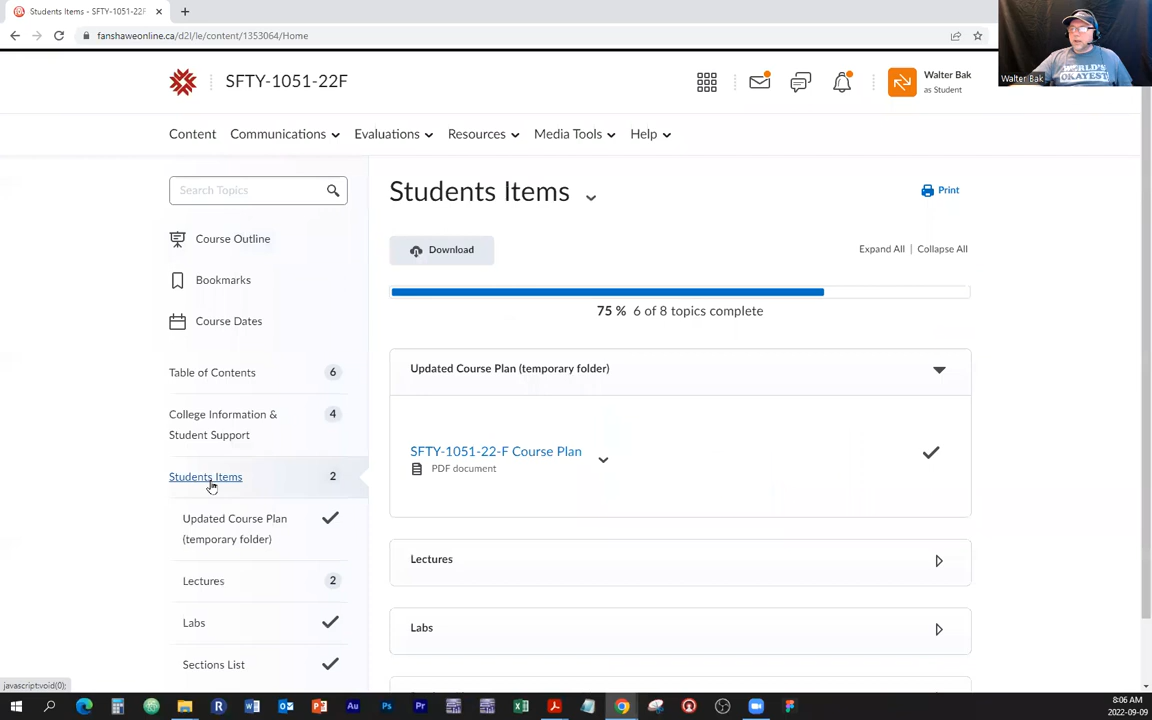 Students Items - SFTY-1051-22F
fanshaweonline.ca/d2l/le/content/1353064/Home
WORLD'S
OKAYEST
Walter Bak
SFTY-1051-22F
Walter Bak
as Student
Content Communications Evaluations Resources Media Tools Help
Search Topics
Students Items
Print
Course Outline
Download
Expand All | Collapse All
Bookmarks
75 % 6 of 8 topics complete
Course Dates
Table of Contents 6
Updated Course Plan (temporary folder)
College Information &
Student Support
4
SFTY-1051-22-F Course Plan
PDF document
Students Items 2
Updated Course Plan
(temporary folder)
Lectures
Lectures 2
Labs
Labs
Sections List
javascript:void(0);
8:06 AM
2022-09-09